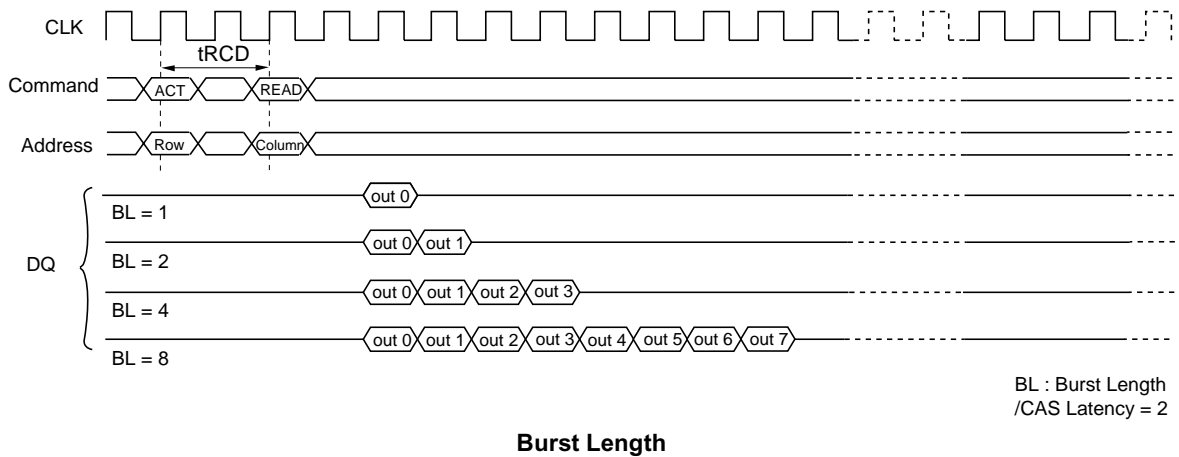 CLK
tRCD
Command ACT READ
Address Row Column
out 0
BL = 1
out 0 out 1
BL = 2
DQ
out 0 out 1 out 2 out 3
BL = 4
out 0 out 1 out 2 out 3 out 4 out 5 out 6 out 7
BL = 8
BL : Burst Length
/CAS Latency = 2
Burst Length